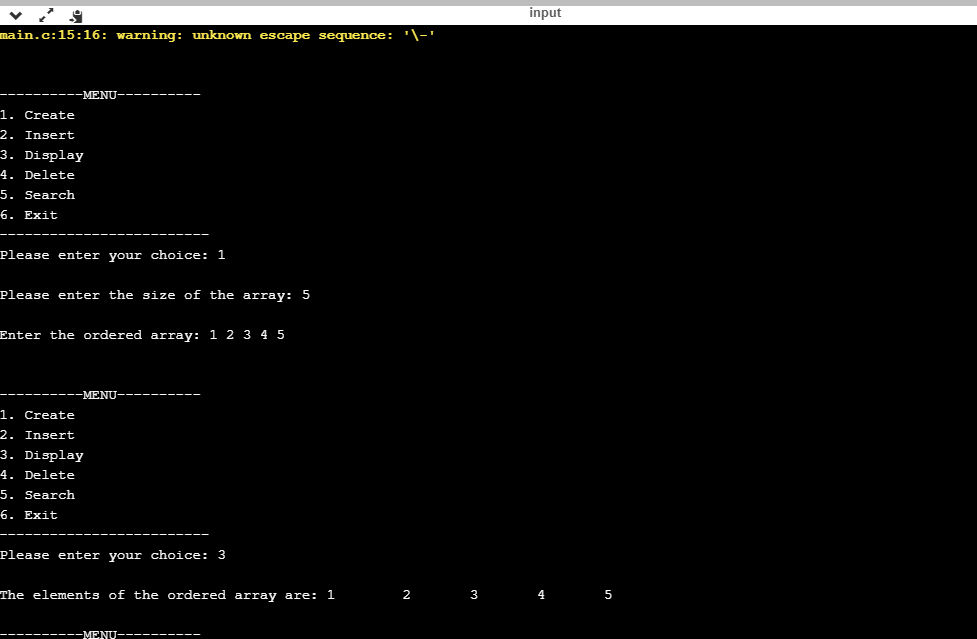 input
main.c:15:16: warning: unknown escape sequence: '\-'
----------MENU----------
1. Create
2. Insert
3. Display
4. Delete
5. Search
6. Exit
-------------------------
Please enter your choice: 1
Please enter the size of the array: 5
Enter the ordered array: 1 2 3 4 5
----------MENU----------
1. Create
2. Insert
3. Display
4. Delete
5. Search
6. Exit
-------------------------
Please enter your choice: 3
The elements of the ordered array are: 1 2 3 4 5
----------MENU----------